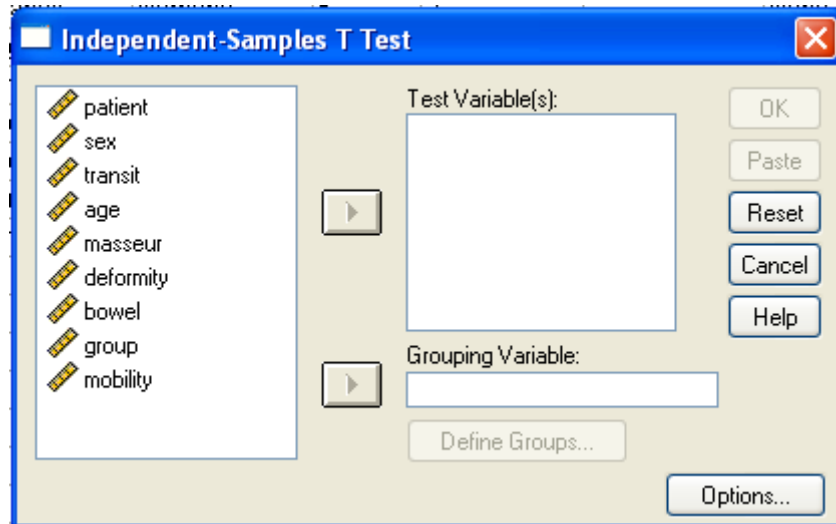 Independent-Samples T Test
patient
sex
transit
age
masseur
deformity
bowel
group
mobility
Test Variable(s):
Grouping Variable:
Define Groups...
OK
Paste
Reset
Cancel
Help
Options...